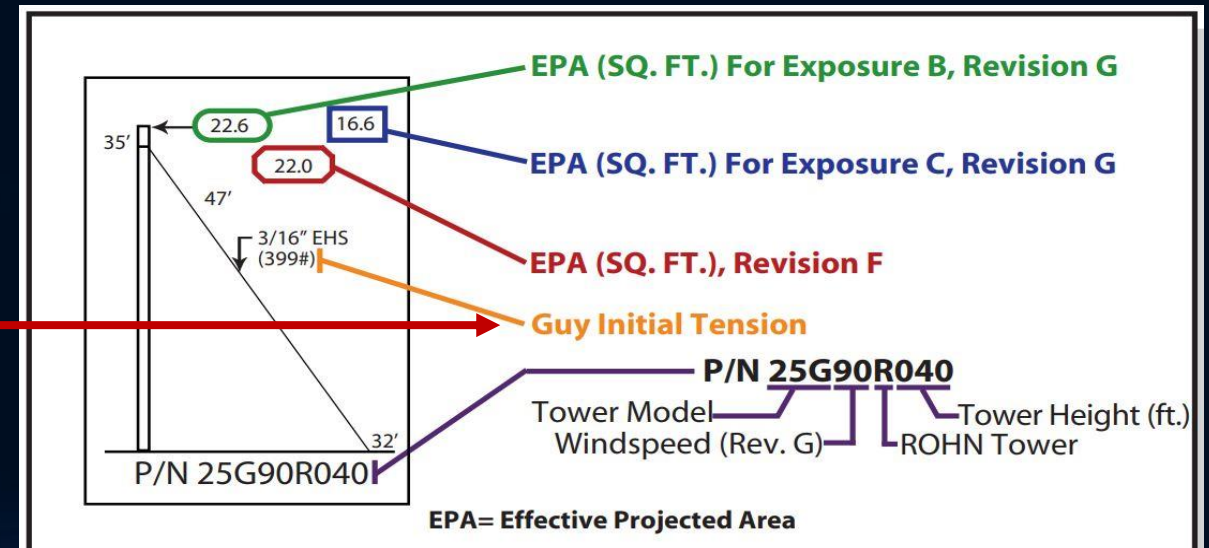 EPA (SQ. FT.) For Exposure B, Revision G
22.6
16.6
35′
EPA (SQ. FT.) For Exposure C, Revision G
22.0
47′
3/16″ EHS
(399#)
EPA (SQ. FT.), Revision F
Guy Initial Tension
P/N 25G90R040
Tower Model
Tower Height (ft.)
Windspeed (Rev. G)
ROHN Tower
32′
P/N 25G90R040
EPA= Effective Projected Area